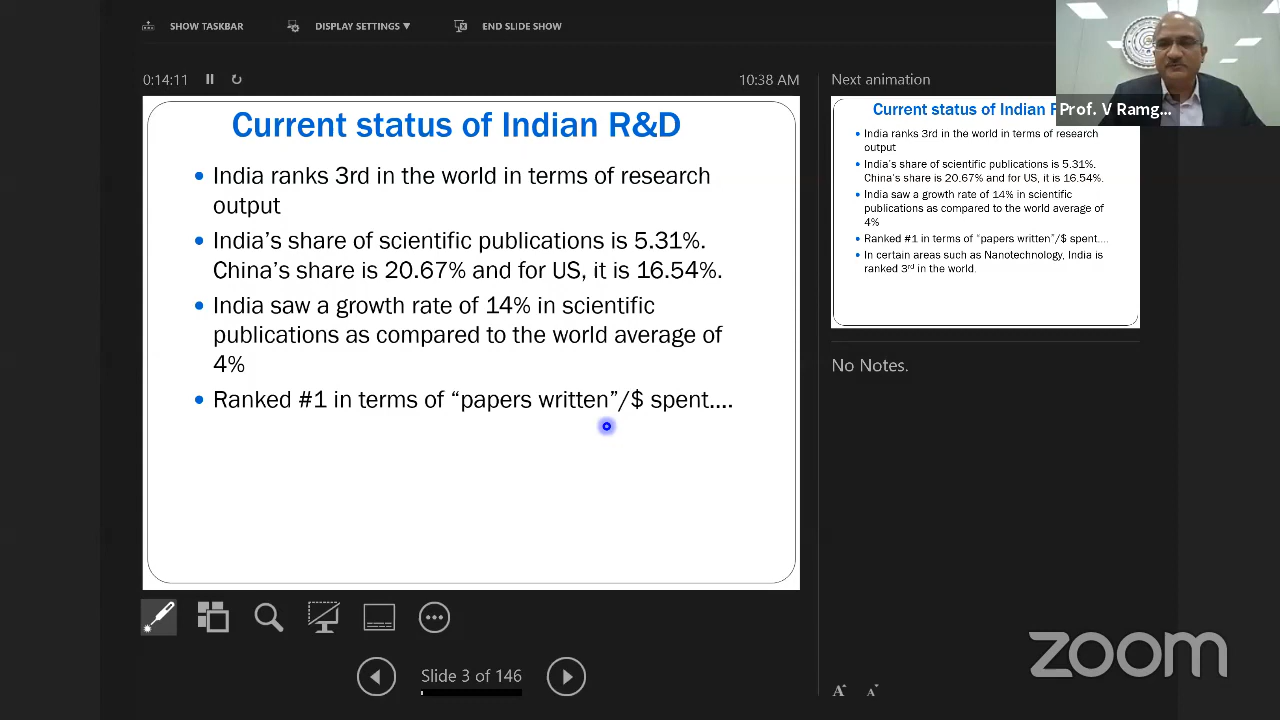 SHOW TASKBAR
DISPLAY SETTINGS ▼
END SLIDE SHOW
0:14:11
10:38 AM
Current status of Indian R&D
• India ranks 3rd in the world in terms of research
output
• India’s share of scientific publications is 5.31%.
China’s share is 20.67% and for US, it is 16.54%.
• India saw a growth rate of 14% in scientific
publications as compared to the world average of
4%
• Ranked #1 in terms of “papers written”/$ spent....
Slide 3 of 146
Next animation
Current status of Indian
• India ranks 3rd in the world in terms of research
output
• India’s share of scientific publications is 5.31%.
China’s share is 20.67% and for US, it is 16.54%.
• India saw a growth rate of 14% in scientific
publications as compared to the world average of
4%
• Ranked #1 in terms of “papers written”/$ spent....
• In certain areas such as Nanotechnology, India is
ranked 3rd in the world.
No Notes.
A A
Prof. V Ramg...
zoom